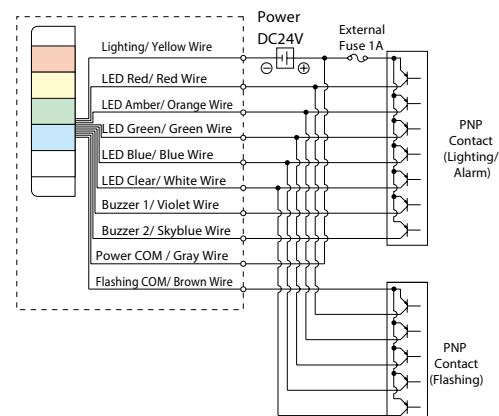 Power
DC24V
External
Fuse 1A
⊖ ⊕
Lighting/ Yellow Wire
LED Red/ Red Wire
LED Amber/ Orange Wire
LED Green/ Green Wire
LED Blue/ Blue Wire
LED Clear/ White Wire
Buzzer 1/ Violet Wire
Buzzer 2/ Skyblue Wire
Power COM / Gray Wire
Flashing COM/ Brown Wire
PNP
Contact
(Lighting/
Alarm)
PNP
Contact
(Flashing)